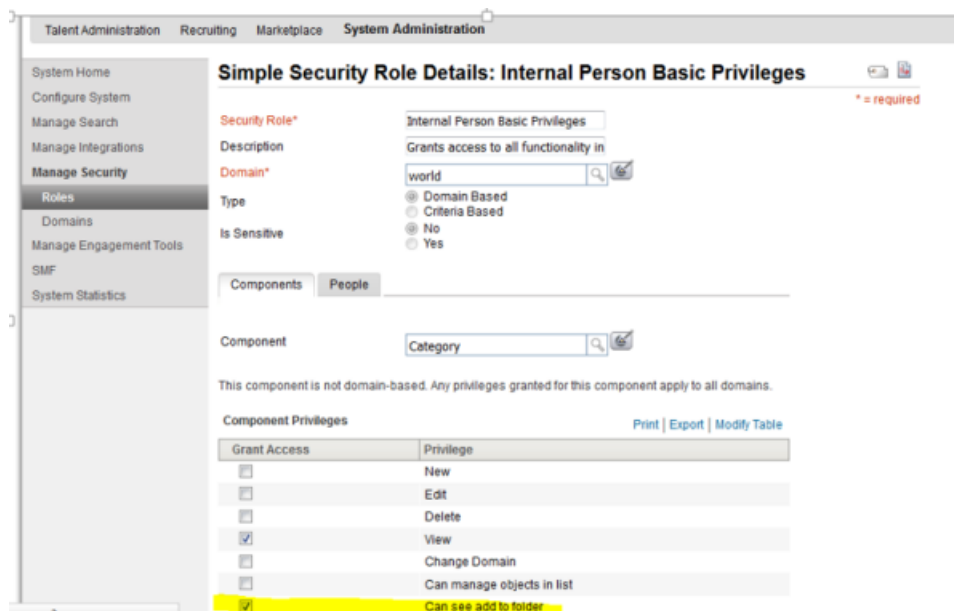 Talent Administration Recruiting Marketplace System Administration
System Home
Configure System
Manage Search
Manage Integrations
Manage Security
Roles
Domains
Manage Engagement Tools
SMF
System Statistics
Simple Security Role Details: Internal Person Basic Privileges
* = required
Security Role* Internal Person Basic Privileges
Description Grants access to all functionality in
Domain* world
Type Domain Based
Criteria Based
Is Sensitive No
Yes
Components People
Component Category
This component is not domain-based. Any privileges granted for this component apply to all domains.
Component Privileges Print | Export | Modify Table
Grant Access Privilege
New
Edit
Delete
View
Change Domain
Can manage objects in list
Can see add to folder